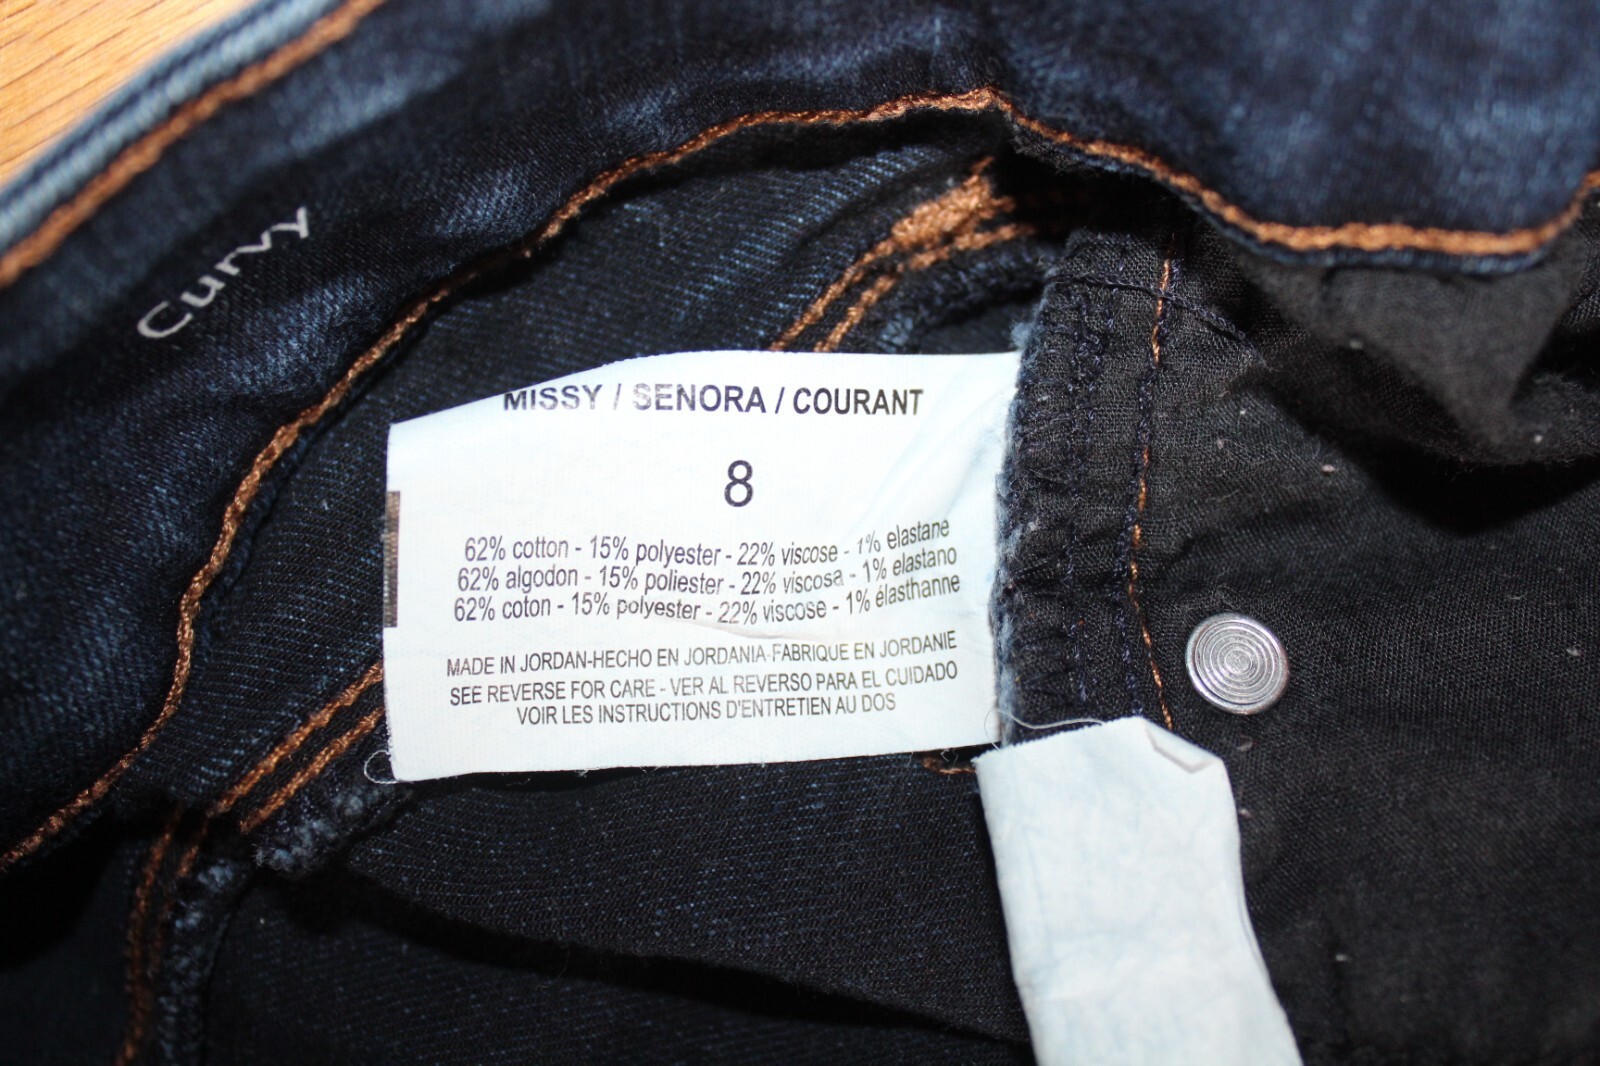 Curvy
MISSY / SENORA / COURANT
8
62% cotton - 15% polyester - 22% viscose - 1% elastane
62% algodon - 15% poliester - 22% viscosa - 1% elastano
62% coton - 15% polyester - 22% viscose - 1% élasthanne
MADE IN JORDAN-HECHO EN JORDANIA-FABRIQUE EN JORDANIE
SEE REVERSE FOR CARE - VER AL REVERSO PARA EL CUIDADO
VOIR LES INSTRUCTIONS D'ENTRETIEN AU DOS